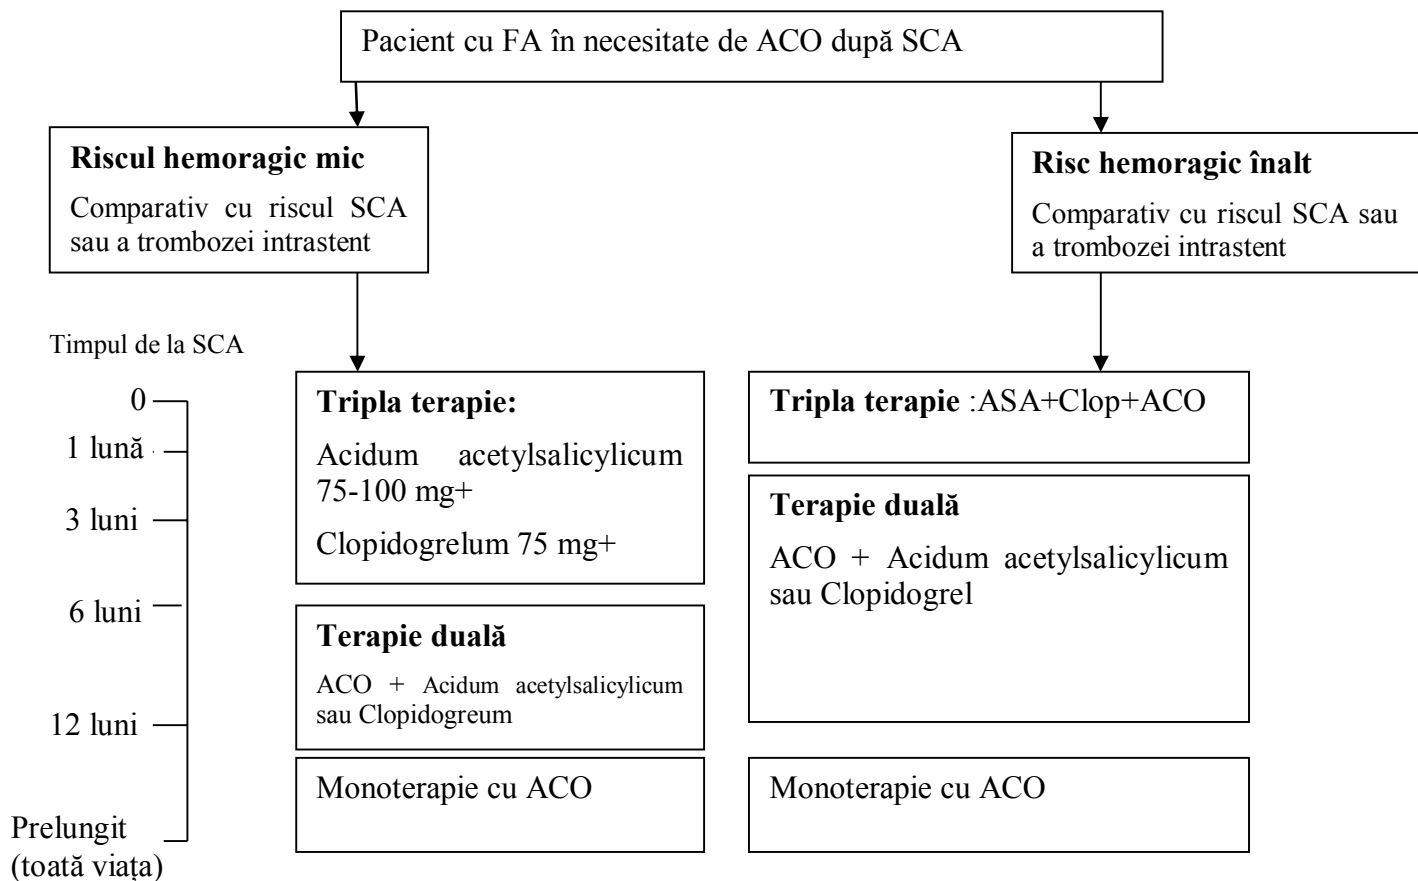 Pacient cu FA în necesitate de ACO după SCA
Riscul hemoragic mic
Comparativ cu riscul SCA
sau a trombozei intrastent
Risc hemoragic înalt
Comparativ cu riscul SCA sau
a trombozei intrastent
Timpul de la SCA
0
1 lună
3 luni
6 luni
12 luni
Prelungit
(toată viața)
Tripla terapie:
Acidum acetylsalicylicum
75-100 mg+
Clopidogrelum 75 mg+
Terapie duală
ACO + Acidum acetylsalicylicum
sau Clopidogreum
Monoterapie cu ACO
Tripla terapie :ASA+Clop+ACO
Terapie duală
ACO + Acidum acetylsalicylicum
sau Clopidogrel
Monoterapie cu ACO